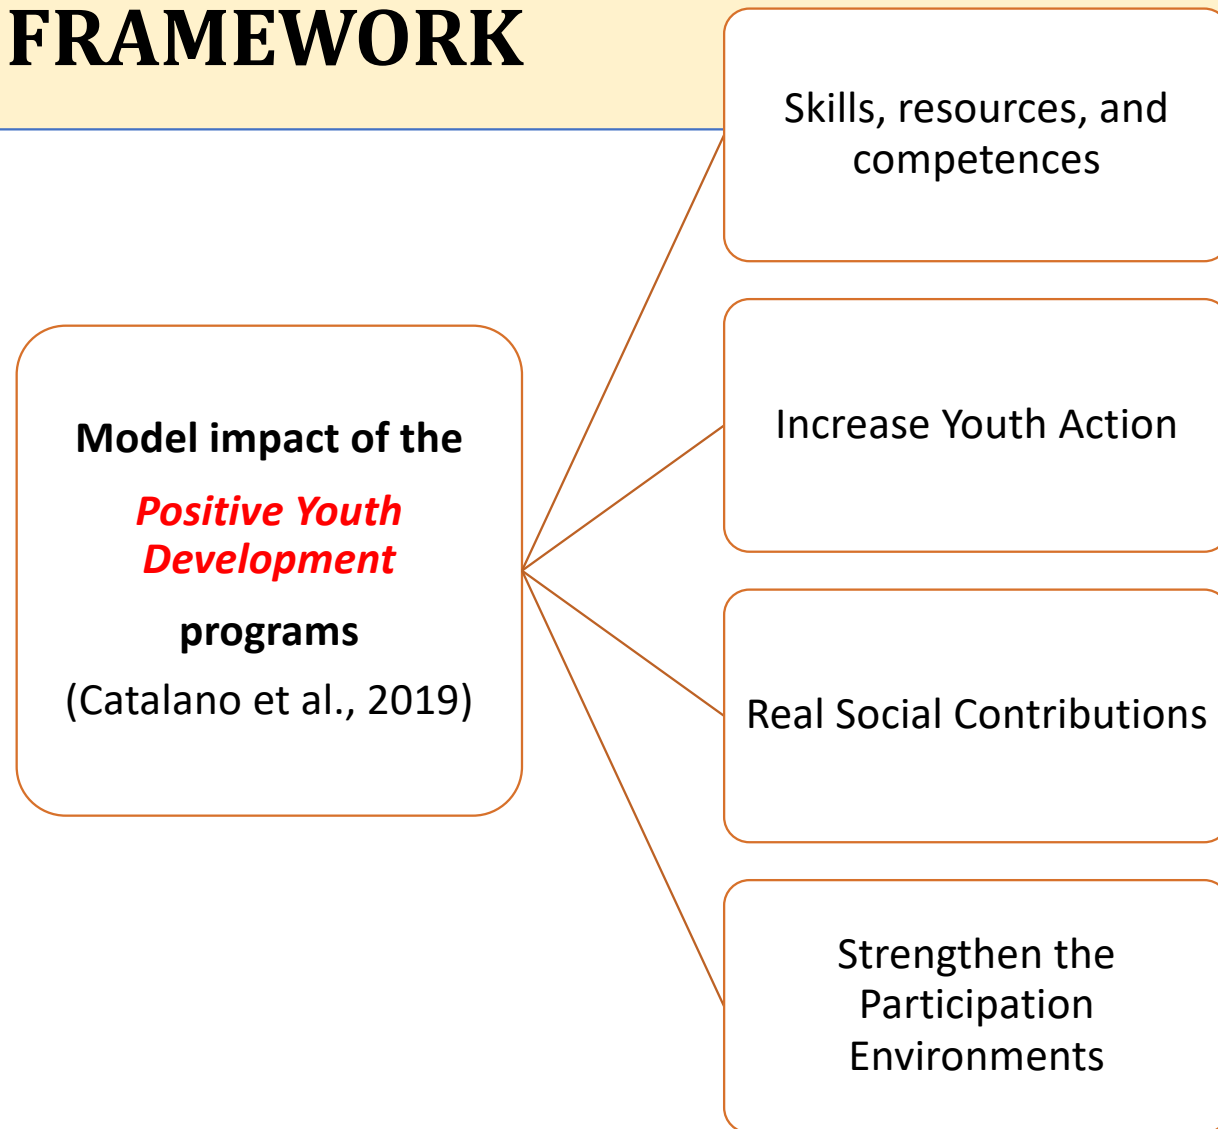 FRAMEWORK
Model impact of the
Positive Youth
Development
programs
(Catalano et al., 2019)
Skills, resources, and
competences
Increase Youth Action
Real Social Contributions
Strengthen the
Participation
Environments